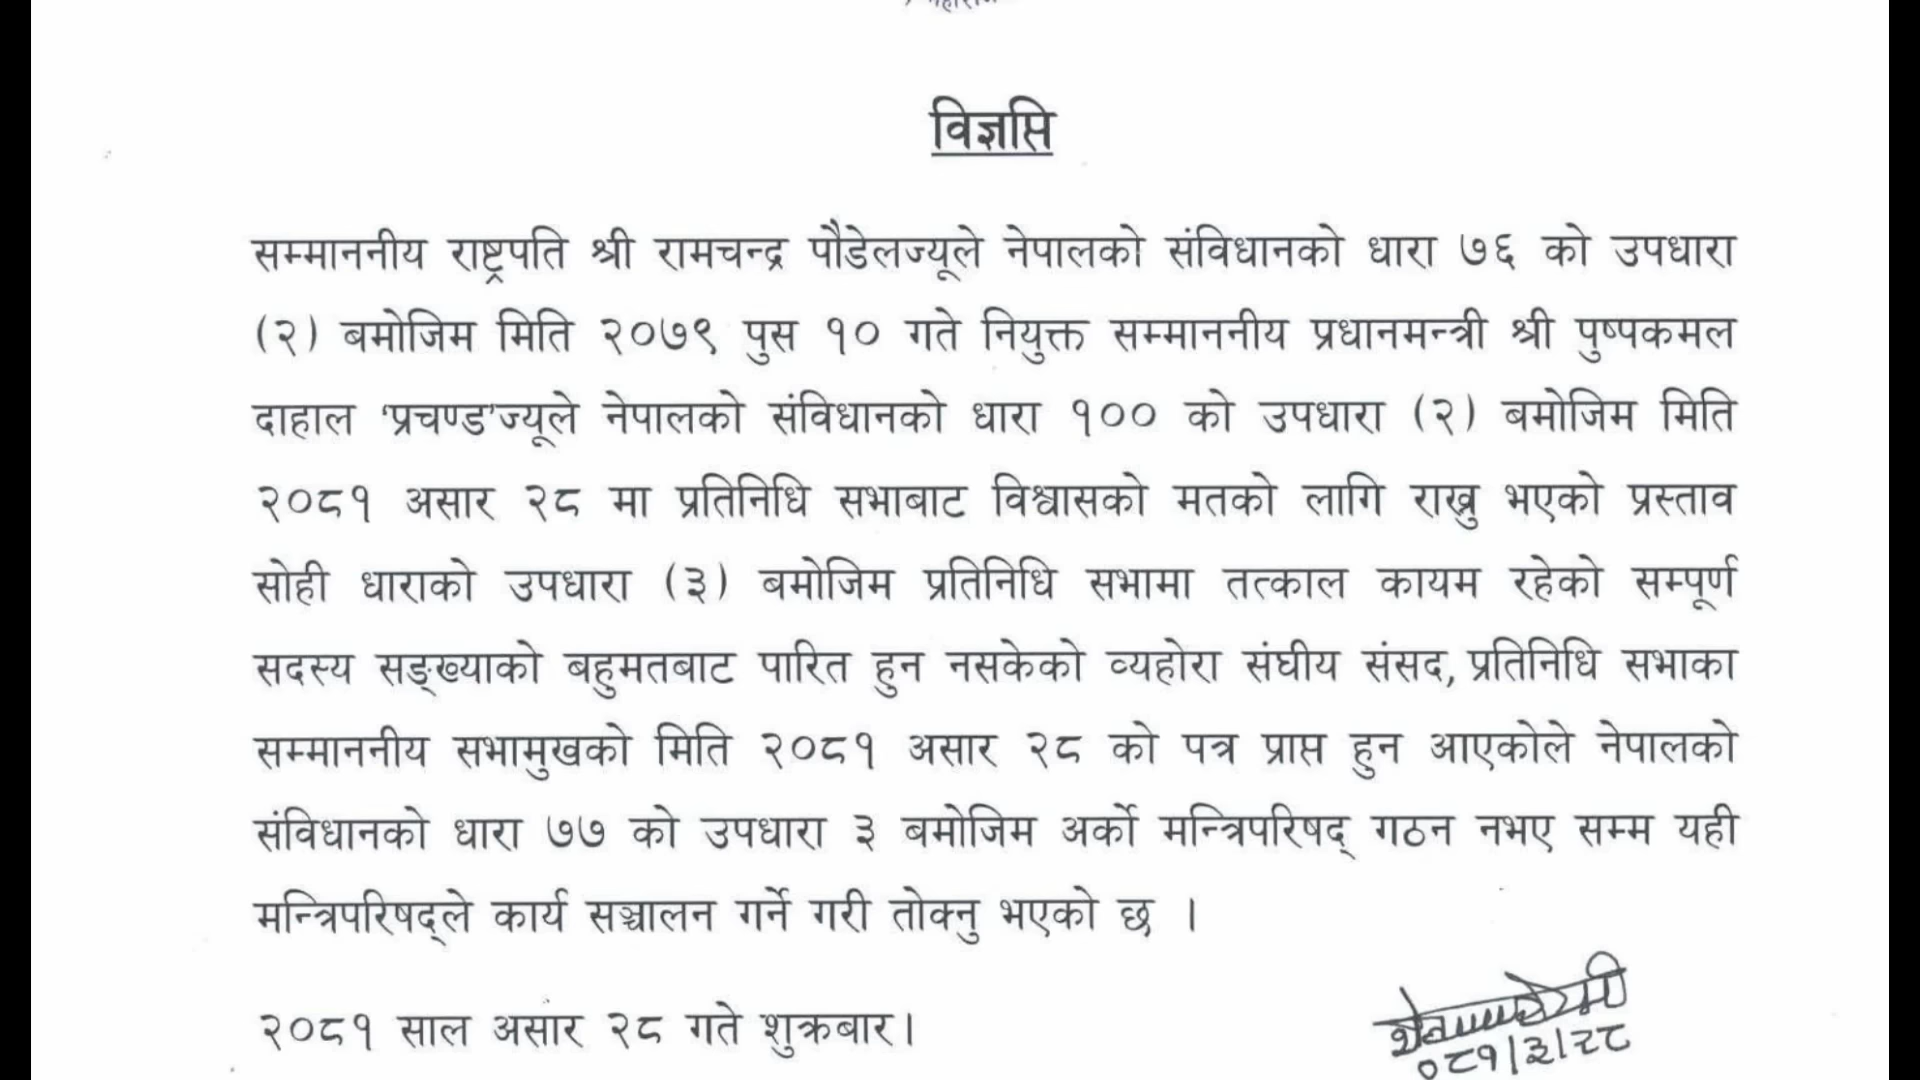 विज्ञप्ति
सम्माननीय राष्ट्रपति श्री रामचन्द्र पौडेलज्यूले नेपालको संविधानको धारा ७६ को उपधारा
(२) बमोजिम मिति २०७९ पुस १० गते नियुक्त सम्माननीय प्रधानमन्त्री श्री पुष्पकमल
दाहाल ‘प्रचण्ड’ज्यूले नेपालको संविधानको धारा १०० को उपधारा (२) बमोजिम मिति
२०८१ असार २८ मा प्रतिनिधि सभाबाट विश्वासको मतको लागि राख्नु भएको प्रस्ताव
सोही धाराको उपधारा (३) बमोजिम प्रतिनिधि सभामा तत्काल कायम रहेको सम्पूर्ण
सदस्य सङ्ख्याको बहुमतबाट पारित हुन नसकेको व्यहोरा संघीय संसद, प्रतिनिधि सभाका
सम्माननीय सभामुखको मिति २०८१ असार २८ को पत्र प्राप्त हुन आएकोले नेपालको
संविधानको धारा ७७ को उपधारा ३ बमोजिम अर्को मन्त्रिपरिषद् गठन नभए सम्म यही
मन्त्रिपरिषद्ले कार्य सञ्चालन गर्ने गरी तोक्नु भएको छ ।
२०८१ साल असार २८ गते शुक्रबार।
०८१/३/२८